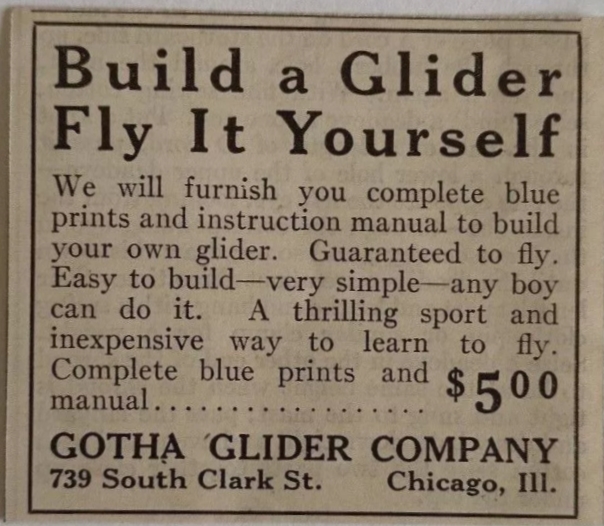 Build a Glider
Fly It Yourself
We will furnish you complete blue
prints and instruction manual to build
your own glider. Guaranteed to fly.
Easy to build—very simple—any boy
can do it. A thrilling sport and
inexpensive way to learn to fly.
Complete blue prints and
manual.................. $5 00
GOTHA GLIDER COMPANY
739 South Clark St. Chicago, Ill.